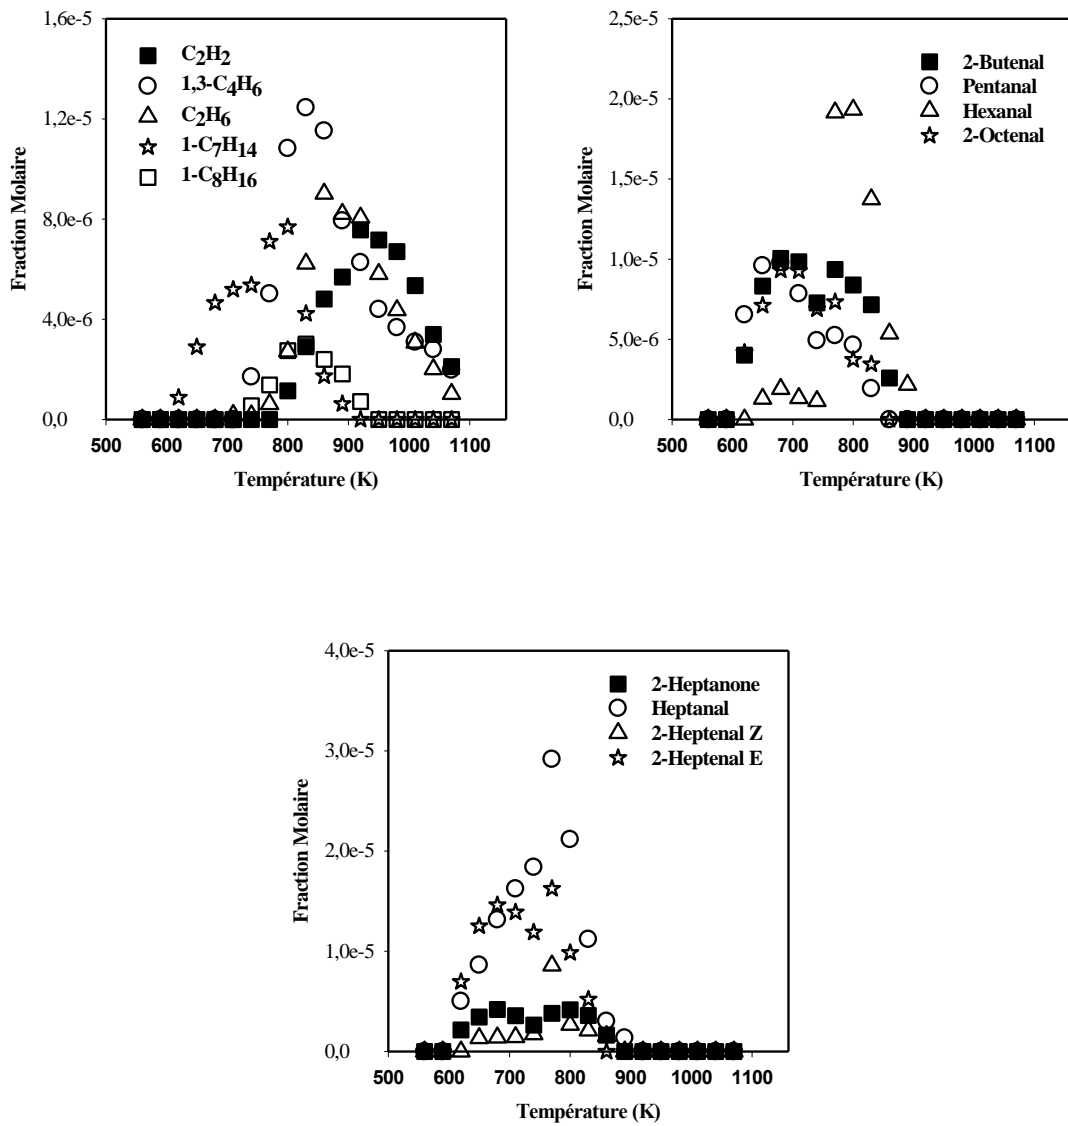 1,6e-5
1,2e-5
8,0e-6
4,0e-6
0,0
Fraction Molaire
C2H2
1,3-C4H6
C2H6
1-C7H14
1-C8H16
500 600 700 800 900 1000 1100
Température (K)
2,5e-5
2,0e-5
1,5e-5
1,0e-5
5,0e-6
0,0
Fraction Molaire
2-Butenal
Pentanal
Hexanal
2-Octenal
500 600 700 800 900 1000 1100
Température (K)
4,0e-5
3,0e-5
2,0e-5
1,0e-5
0,0
Fraction Molaire
2-Heptanone
Heptanal
2-Heptenal Z
2-Heptenal E
500 600 700 800 900 1000 1100
Température (K)